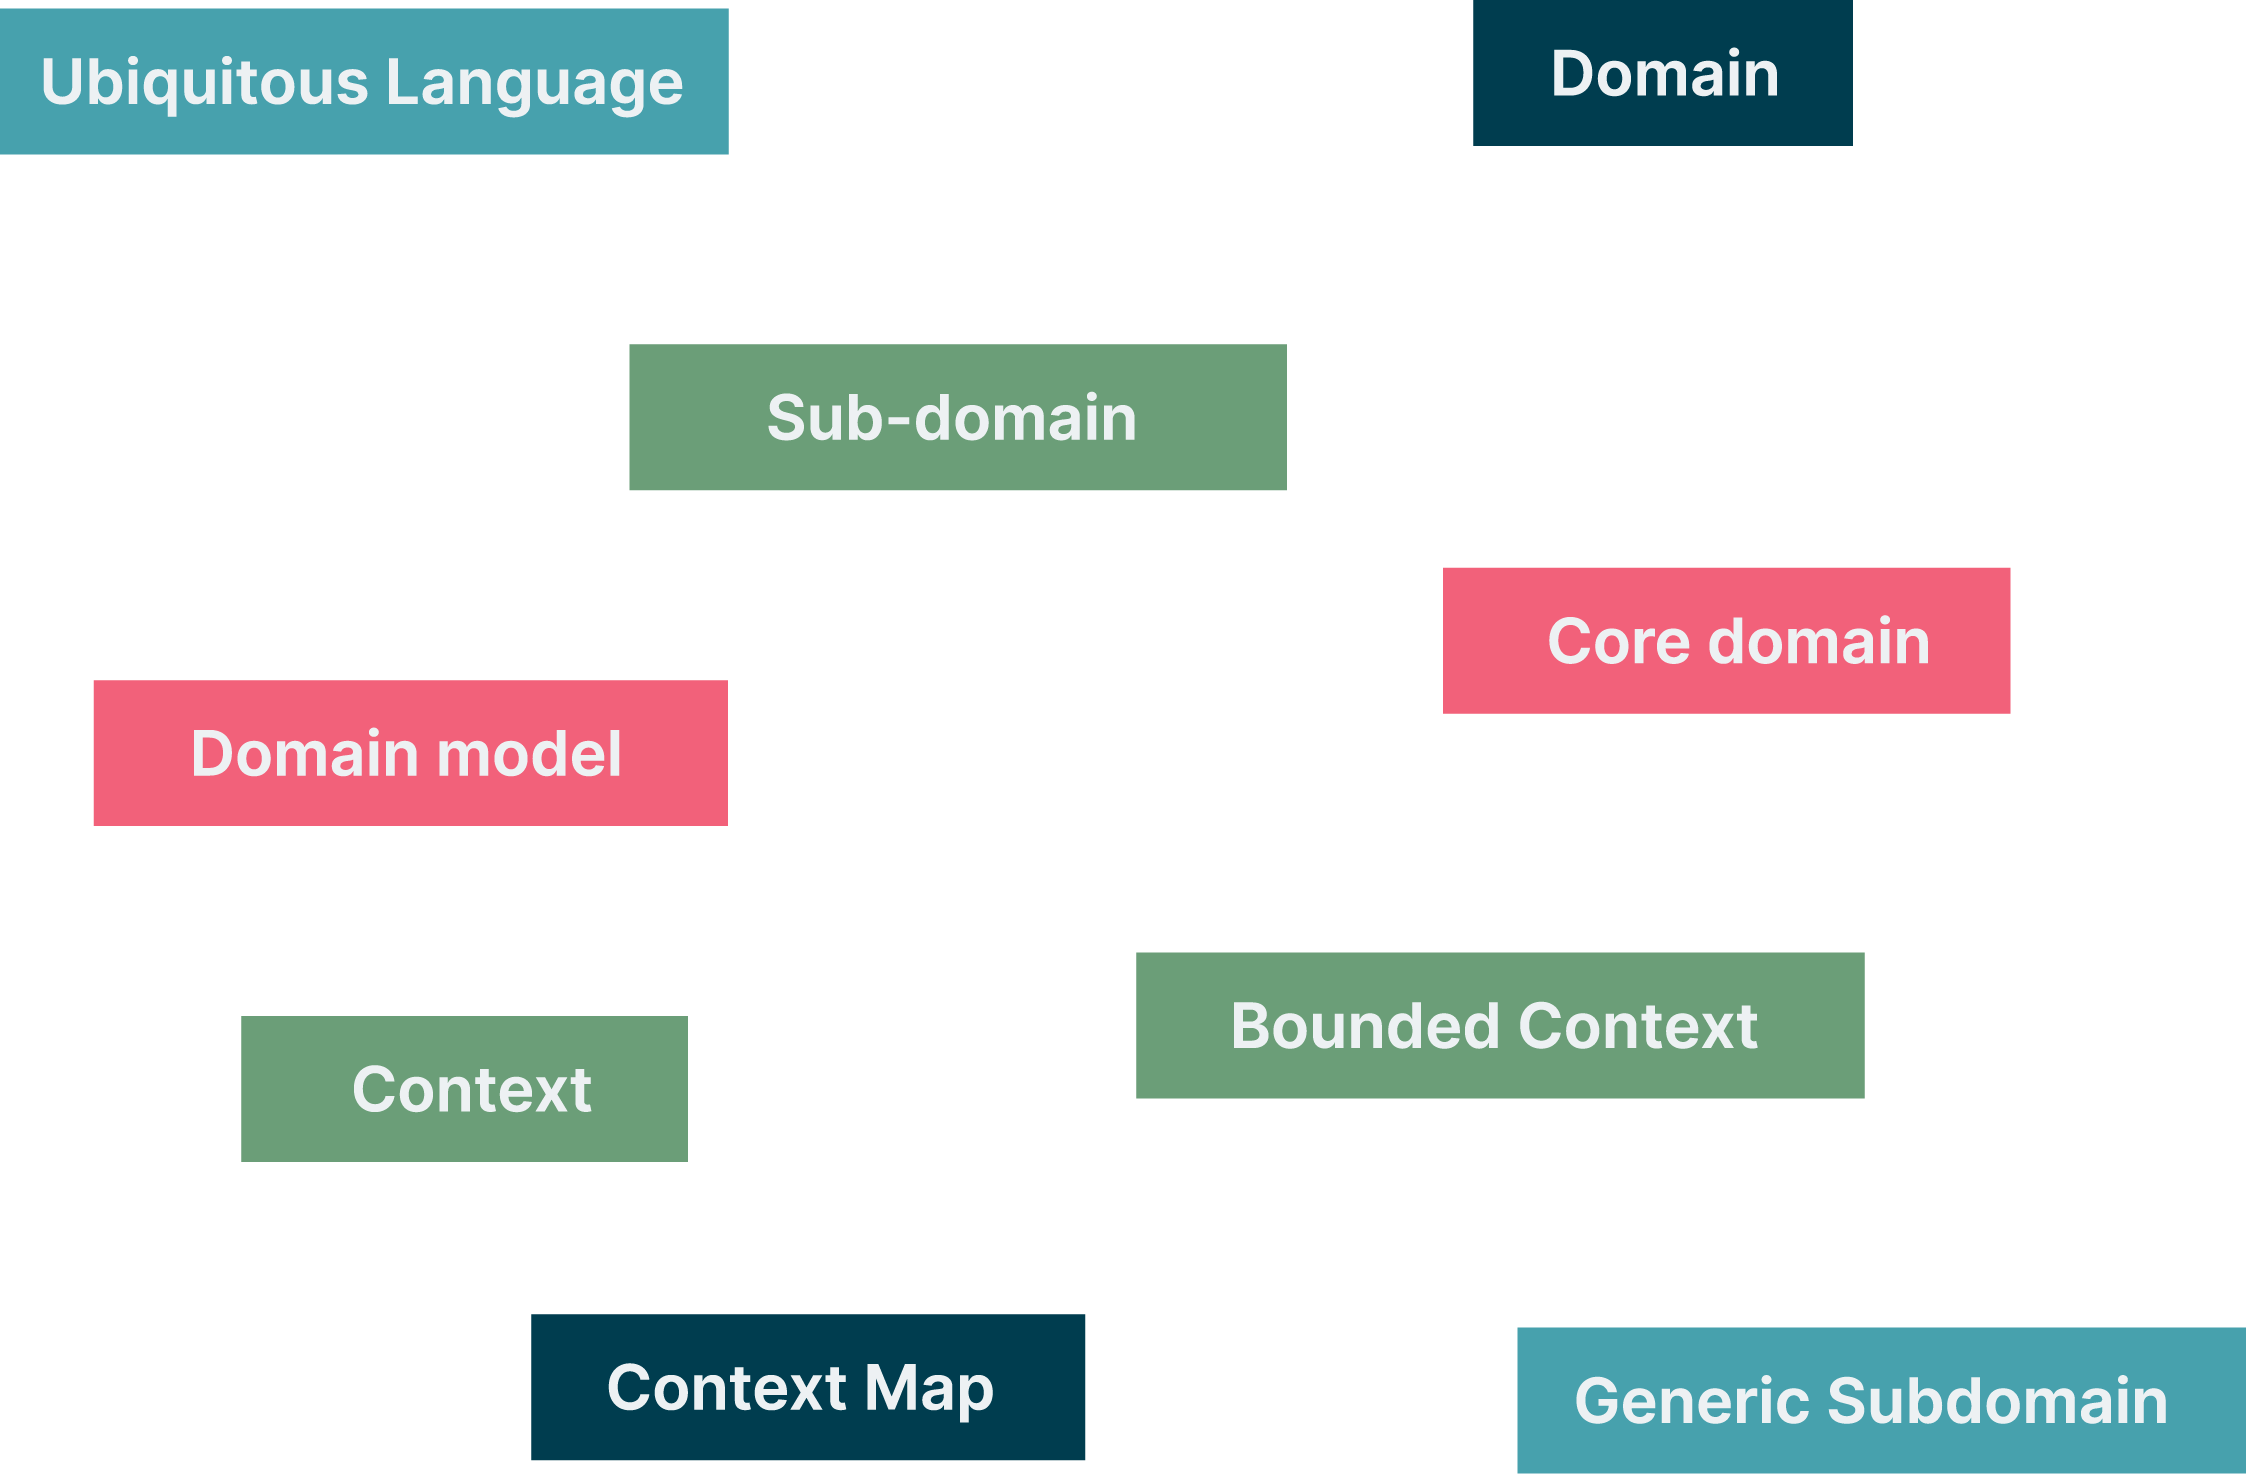 Ubiquitous Language
Domain
Sub-domain
Core domain
Domain model
Bounded Context
Context
Context Map
Generic Subdomain